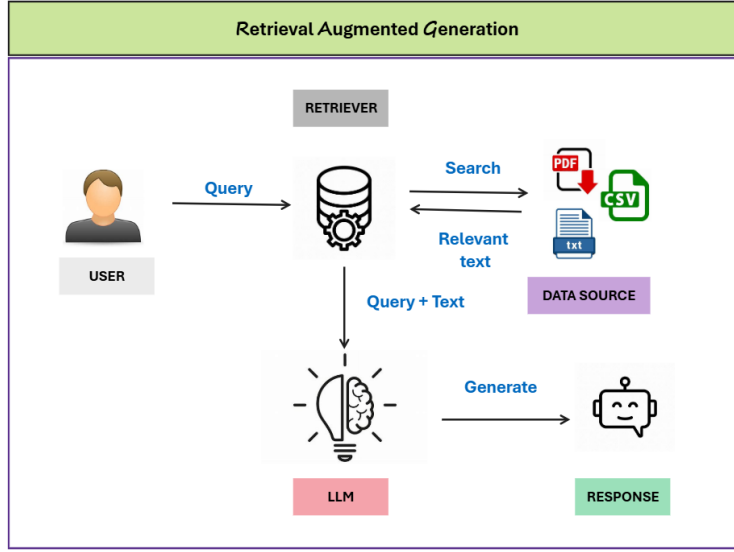 Retrieval Augmented Generation
RETRIEVER
Query
Search
PDF
CSV
txt
Relevant
text
USER
DATA SOURCE
Query + Text
Generate
LLM
RESPONSE